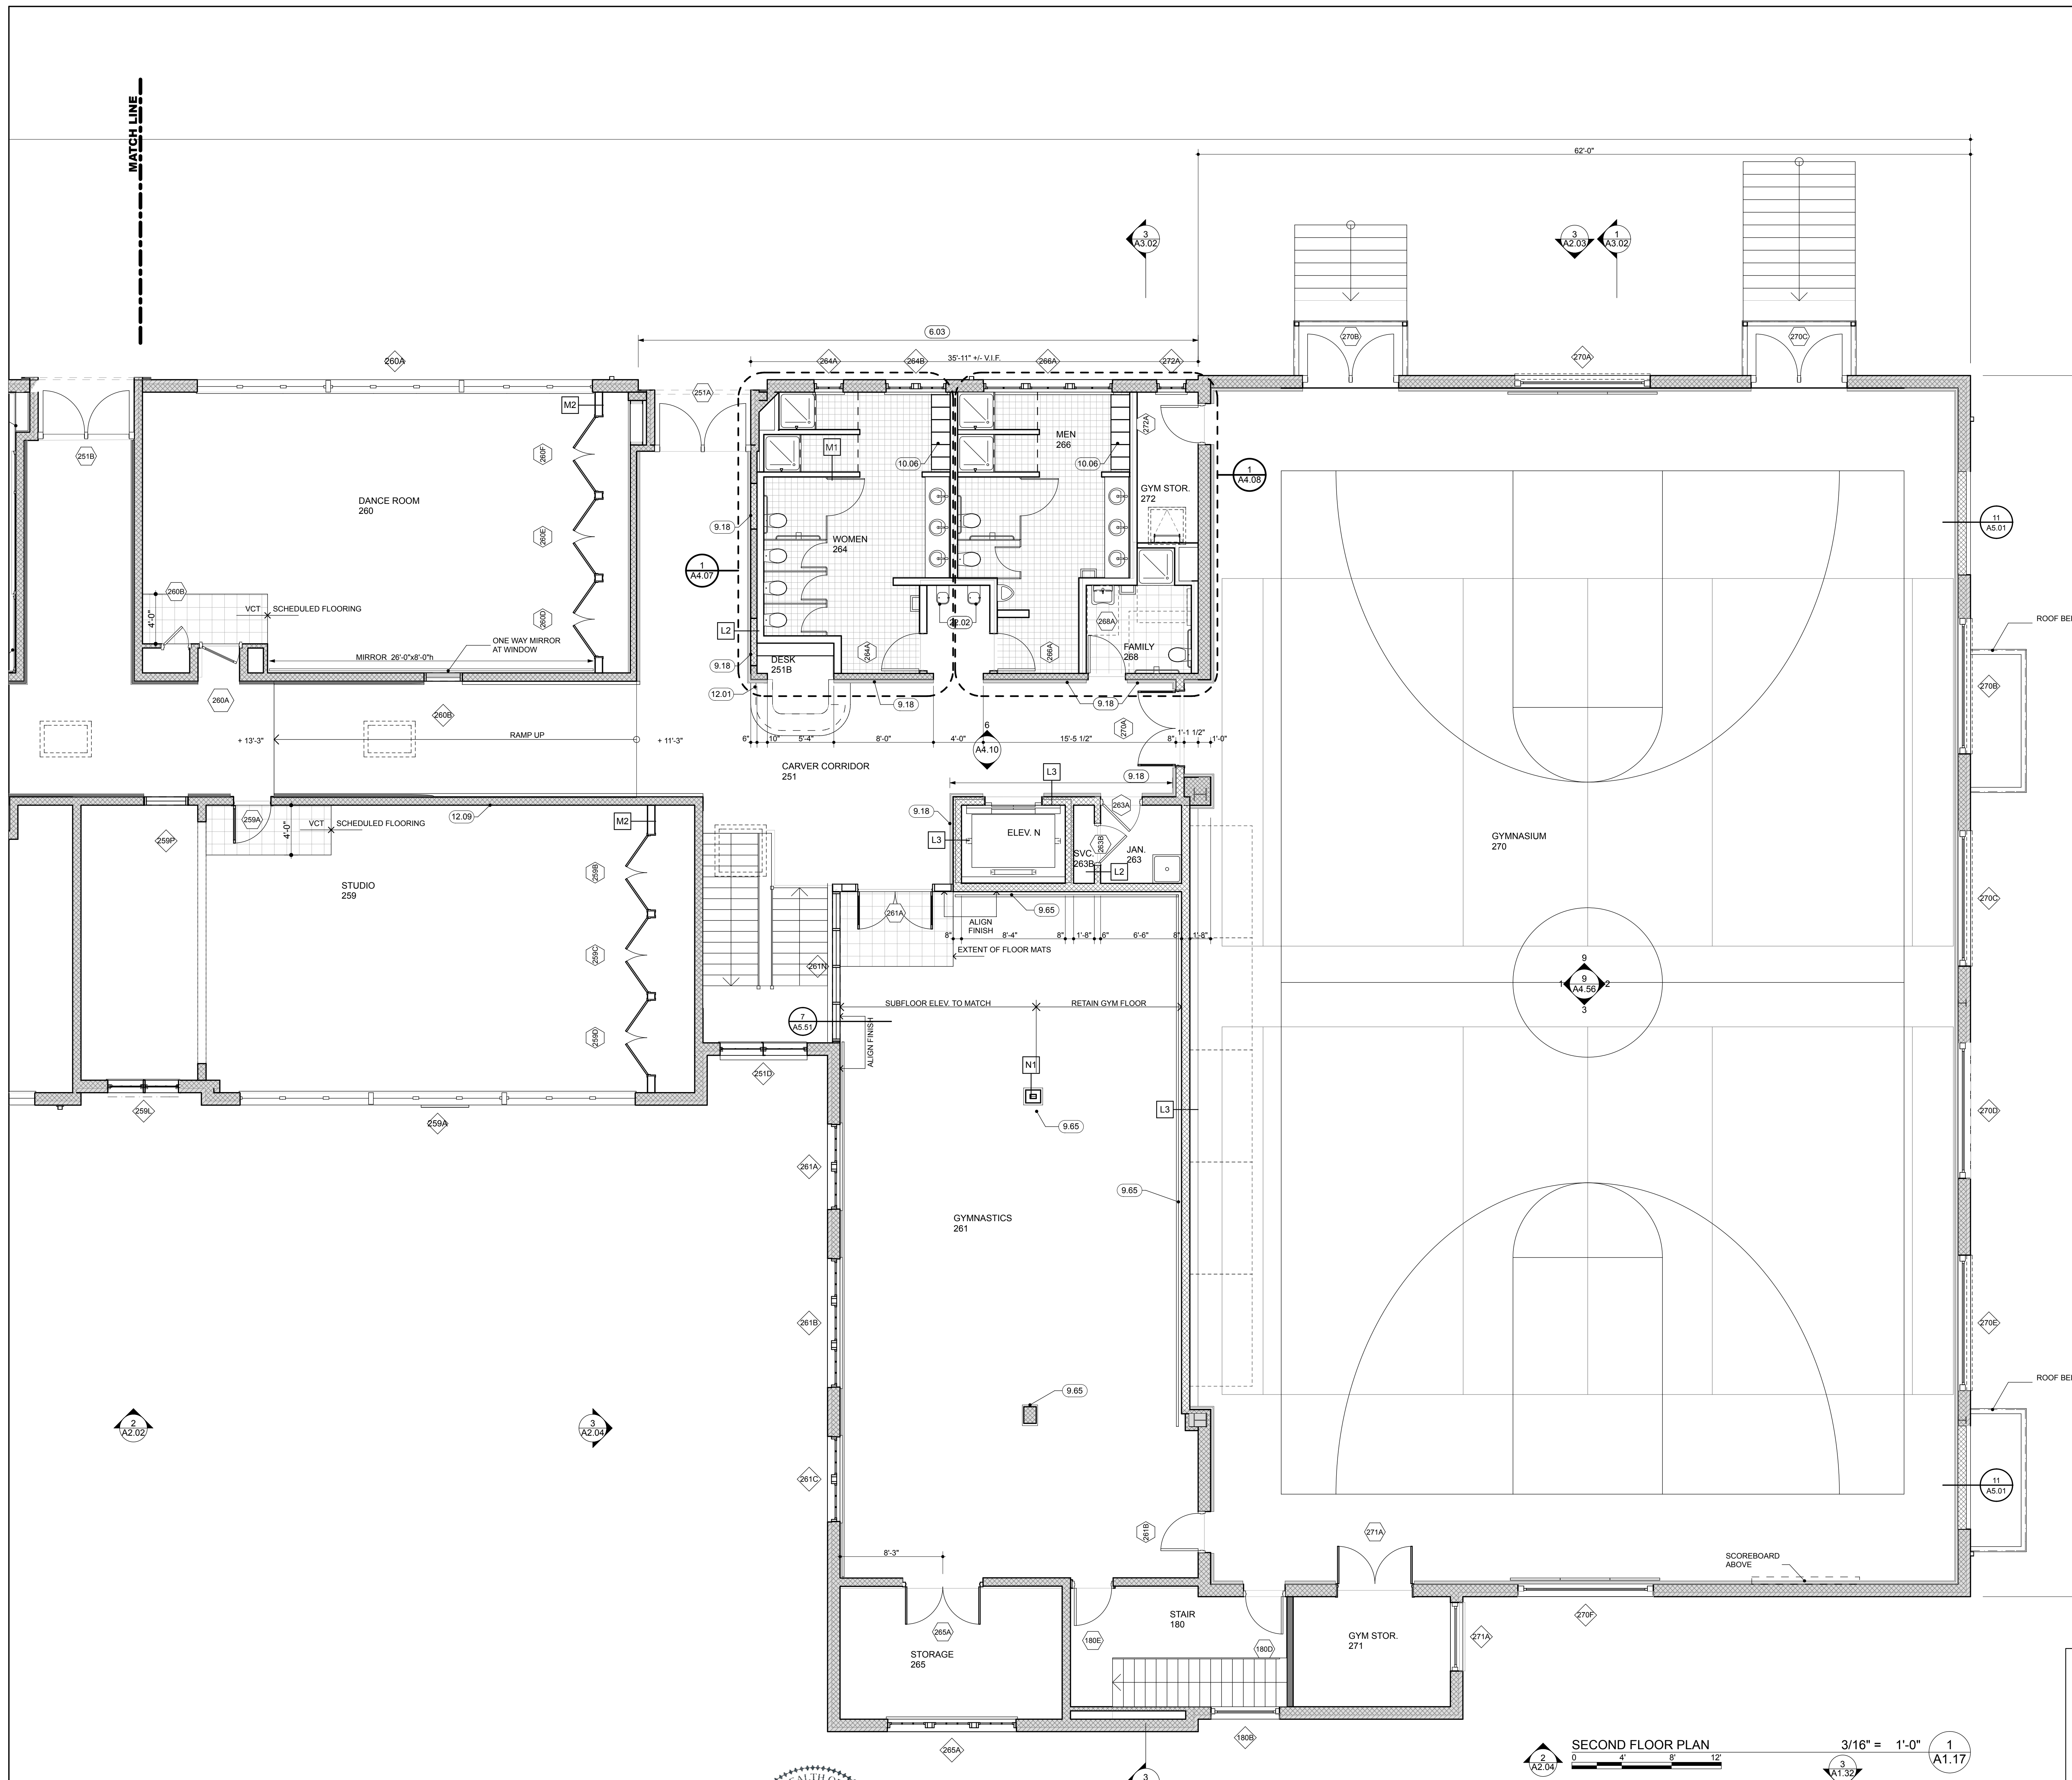 MATCH LINE
62'-0"
3
A3.02
3
A2.03
1
A3.02
6.03
270B
270C
260A
264A
264B
35'-11" +/- V.I.F.
266A
272A
270A
251A
M2
251B
260F
M1
MEN
266
272A
10.06
10.06
1
A4.08
DANCE ROOM
260
GYM STOR.
272
9.18
11
A5.01
260E
WOMEN
264
1
A4.07
260B
VCT
SCHEDULED FLOORING
4'-0"
260D
268A
ROOF BE
L2
ONE WAY MIRROR
AT WINDOW
MIRROR 26'-0"x8'-0"h
264A
266A
FAMILY
268
9.18
DESK
251B
12.01
260A
9.18
9.18
270B
260B
270A
6
A4.10
+ 13'-3"
RAMP UP
+ 11'-3"
6"
10"
5'-4"
8'-0"
4'-0"
15'-5 1/2"
8"
1'-1 1/2"
1'-0"
CARVER CORRIDOR
251
L3
9.18
259A
VCT
SCHEDULED FLOORING
4'-0"
12.09
M2
9.18
263A
ELEV. N
L3
263B
SVC.
263B
JAN.
263
L2
GYMNASIUM
270
259P
259B
STUDIO
259
261A
9.65
ALIGN
FINISH
270C
8"
8'-4"
8"
1'-8"
6"
6'-6"
8"
1'-8"
EXTENT OF FLOOR MATS
259C
261N
9
9
A4.56
1
2
3
SUBFLOOR ELEV. TO MATCH
RETAIN GYM FLOOR
7
A5.51
ALIGN FINISH
259D
251D
N1
259L
259A
9.65
L3
270D
261A
9.65
GYMNASTICS
261
261B
270E
9.65
ROOF BE
2
A2.02
3
A2.04
261C
11
A5.01
261B
271A
8'-3"
SCOREBOARD
ABOVE
STAIR
180
270F
265A
180E
180D
GYM STOR.
271
271A
STORAGE
265
265A
180B
2
A2.04
SECOND FLOOR PLAN
3/16" = 1'-0"
1
A1.17
0
4'
8'
12'
3
A1.32
3